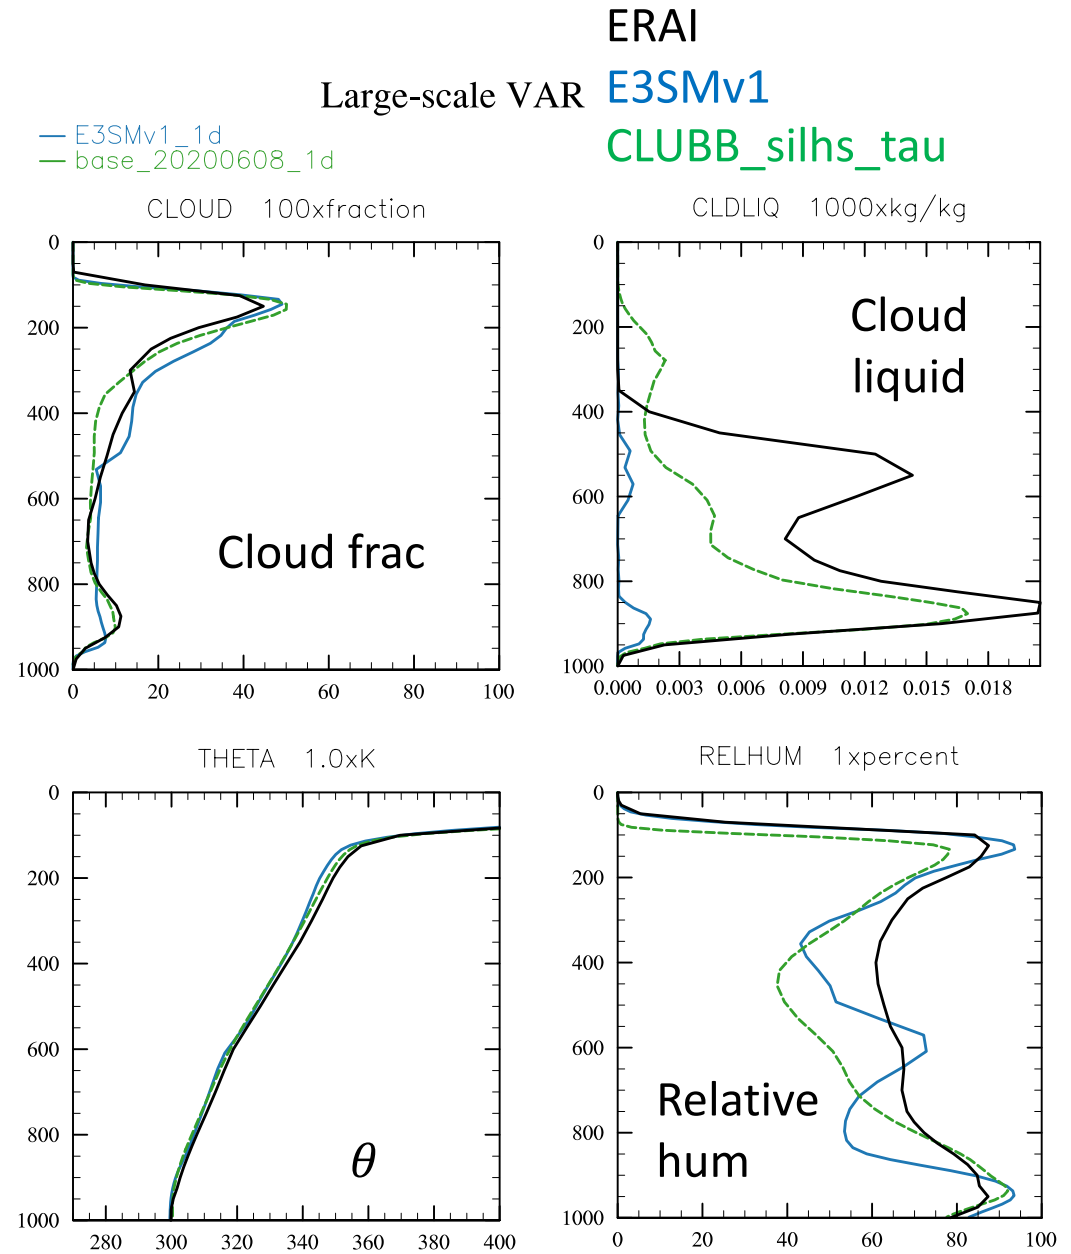 ERAI
Large-scale VAR
E3SMv1
CLUBB_silhs_tau
E3SMv1_1d
base_20200608_1d
CLOUD 100xfraction
CLDLIQ 1000xkg/kg
0
200
400
600
800
1000
0 20 40 60 80 100
Cloud frac
0
200
400
600
800
1000
0.000 0.003 0.006 0.009 0.012 0.015 0.018
Cloud
liquid
THETA 1.0xK
RELHUM 1xpercent
0
200
400
600
800
1000
280 300 320 340 360 380 400
θ
0
200
400
600
800
1000
0 20 40 60 80 100
Relative
hum